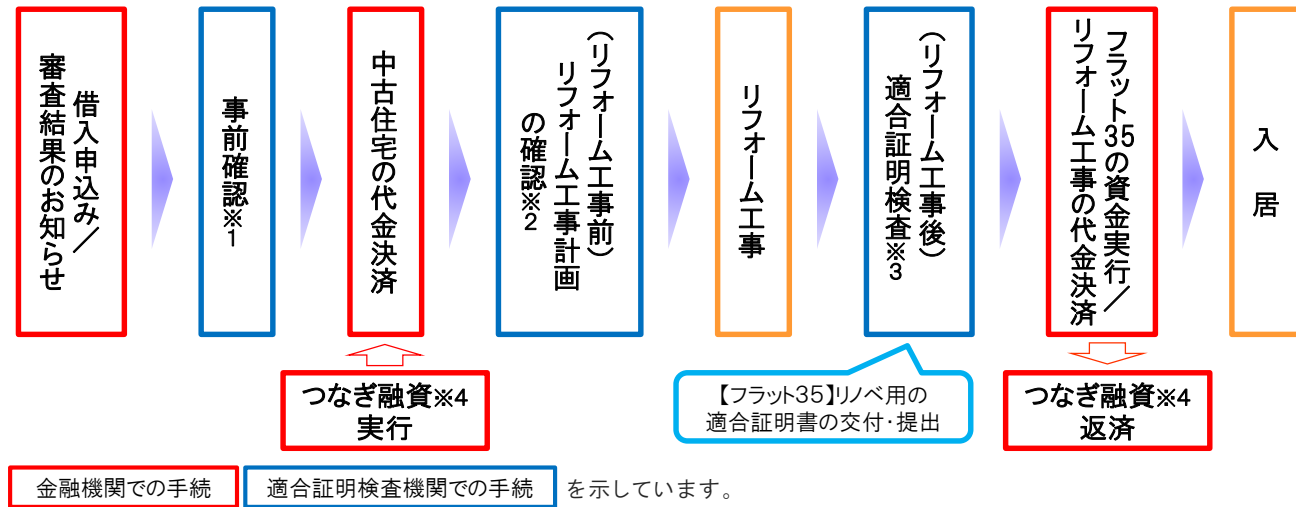 借入申込み／
審査結果のお知らせ
事前確認※1
中古住宅の代金決済
（リフォーム工事前）
リフォーム工事計画
の確認※2
リフォーム工事
（リフォーム工事後）
適合証明検査※3
フラット35の資金実行／
リフォーム工事の代金決済
入居
つなぎ融資※4
実行
【フラット35】リノベ用の
適合証明書の交付・提出
つなぎ融資※4
返済
金融機関での手続
適合証明検査機関での手続
を示しています。